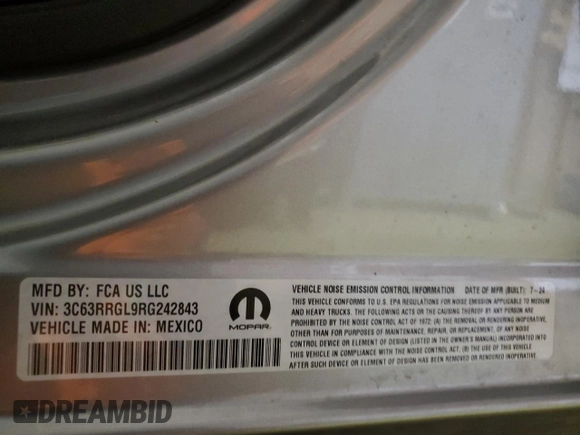 MFD BY: FCA US LLC
VIN: 3C63RRGL9RG242843
VEHICLE MADE IN: MEXICO
MOPAR
VEHICLE NOISE EMISSION CONTROL INFORMATION DATE OF MFR (BUILT): 7-24
THIS VEHICLE CONFORMS TO U.S. EPA REGULATIONS FOR NOISE EMISSION APPLICABLE TO MEDIUM
AND HEAVY TRUCKS. THE FOLLOWING ACTS OR THE CAUSING THEREOF BY ANY PERSON ARE
PROHIBITED BY THE NOISE CONTROL ACT OF 1972: (A) THE REMOVAL OR RENDERING INOPERATIVE,
OTHER THAN FOR PURPOSES OF MAINTENANCE, REPAIR, OR REPLACEMENT, OF ANY NOISE
CONTROL DEVICE OR ELEMENT OF DESIGN (LISTED IN THE OWNER'S MANUAL) INCORPORATED INTO
THIS VEHICLE IN COMPLIANCE WITH THE NOISE CONTROL ACT. (B) THE USE OF THIS VEHICLE
AFTER SUCH DEVICE OR ELEMENT HAS BEEN REMOVED OR RENDERED INOPERATIVE.
DREAMBID